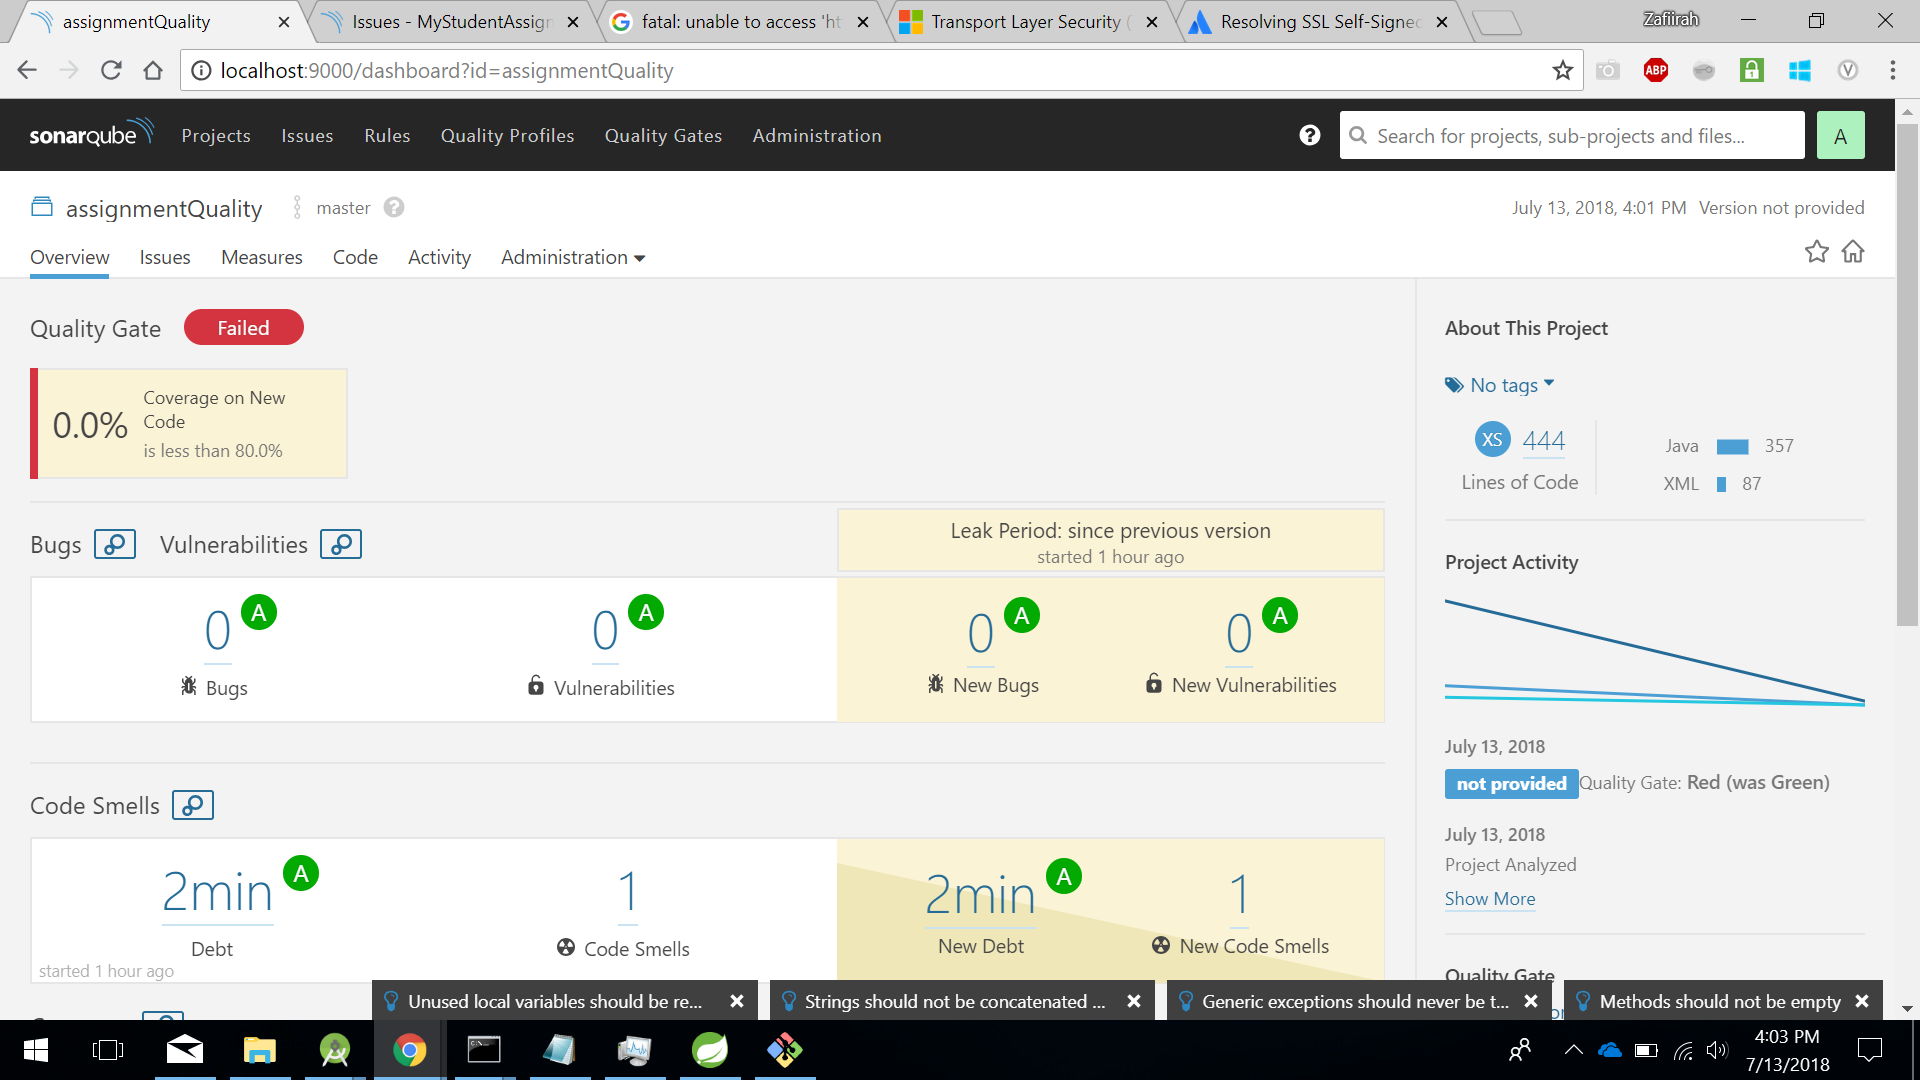 assignmentQuality
Issues - MyStudentAssign
fatal: unable to access 'ht
Transport Layer Security (
Resolving SSL Self-Signed
Zafiirah
localhost:9000/dashboard?id=assignmentQuality
ABP
V
sonarqube
Projects
Issues
Rules
Quality Profiles
Quality Gates
Administration
?
Search for projects, sub-projects and files...
A
assignmentQuality
master
?
July 13, 2018, 4:01 PM Version not provided
Overview
Issues
Measures
Code
Activity
Administration
Quality Gate
Failed
0.0%
Coverage on New
Code
is less than 80.0%
Bugs
Vulnerabilities
Leak Period: since previous version
started 1 hour ago
0 A
Bugs
0 A
Vulnerabilities
0 A
New Bugs
0 A
New Vulnerabilities
Code Smells
2min A
Debt
started 1 hour ago
1
Code Smells
2min A
New Debt
1
New Code Smells
About This Project
No tags
XS 444
Lines of Code
Java 357
XML 87
Project Activity
July 13, 2018
not provided Quality Gate: Red (was Green)
July 13, 2018
Project Analyzed
Show More
Quality Gate
Unused local variables should be re...
Strings should not be concatenated ...
Generic exceptions should never be t...
Methods should not be empty
4:03 PM
7/13/2018